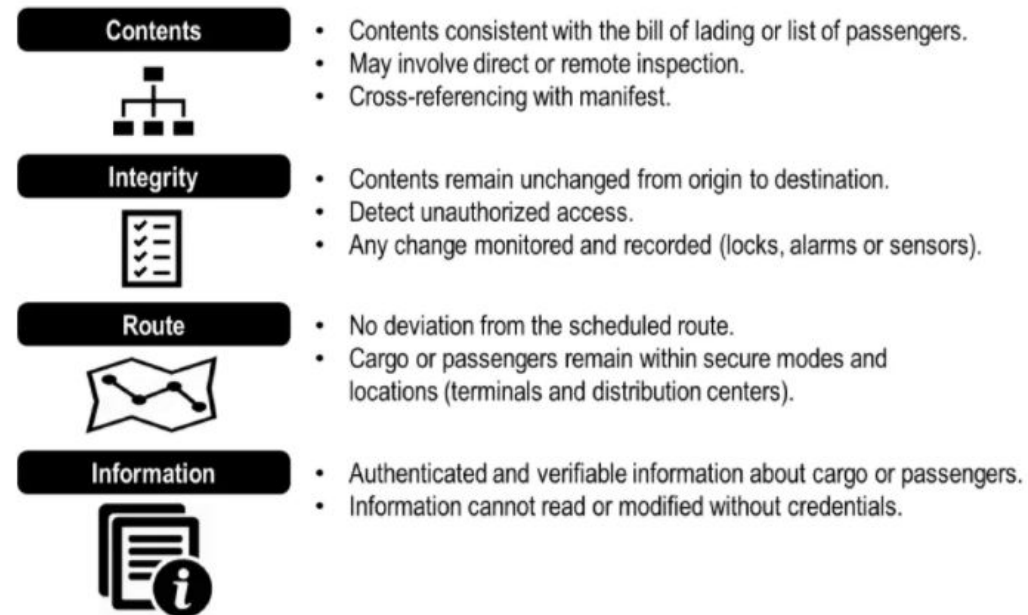 Contents
• Contents consistent with the bill of lading or list of passengers.
• May involve direct or remote inspection.
• Cross-referencing with manifest.
Integrity
• Contents remain unchanged from origin to destination.
• Detect unauthorized access.
• Any change monitored and recorded (locks, alarms or sensors).
Route
• No deviation from the scheduled route.
• Cargo or passengers remain within secure modes and
locations (terminals and distribution centers).
Information
• Authenticated and verifiable information about cargo or passengers.
• Information cannot read or modified without credentials.
i